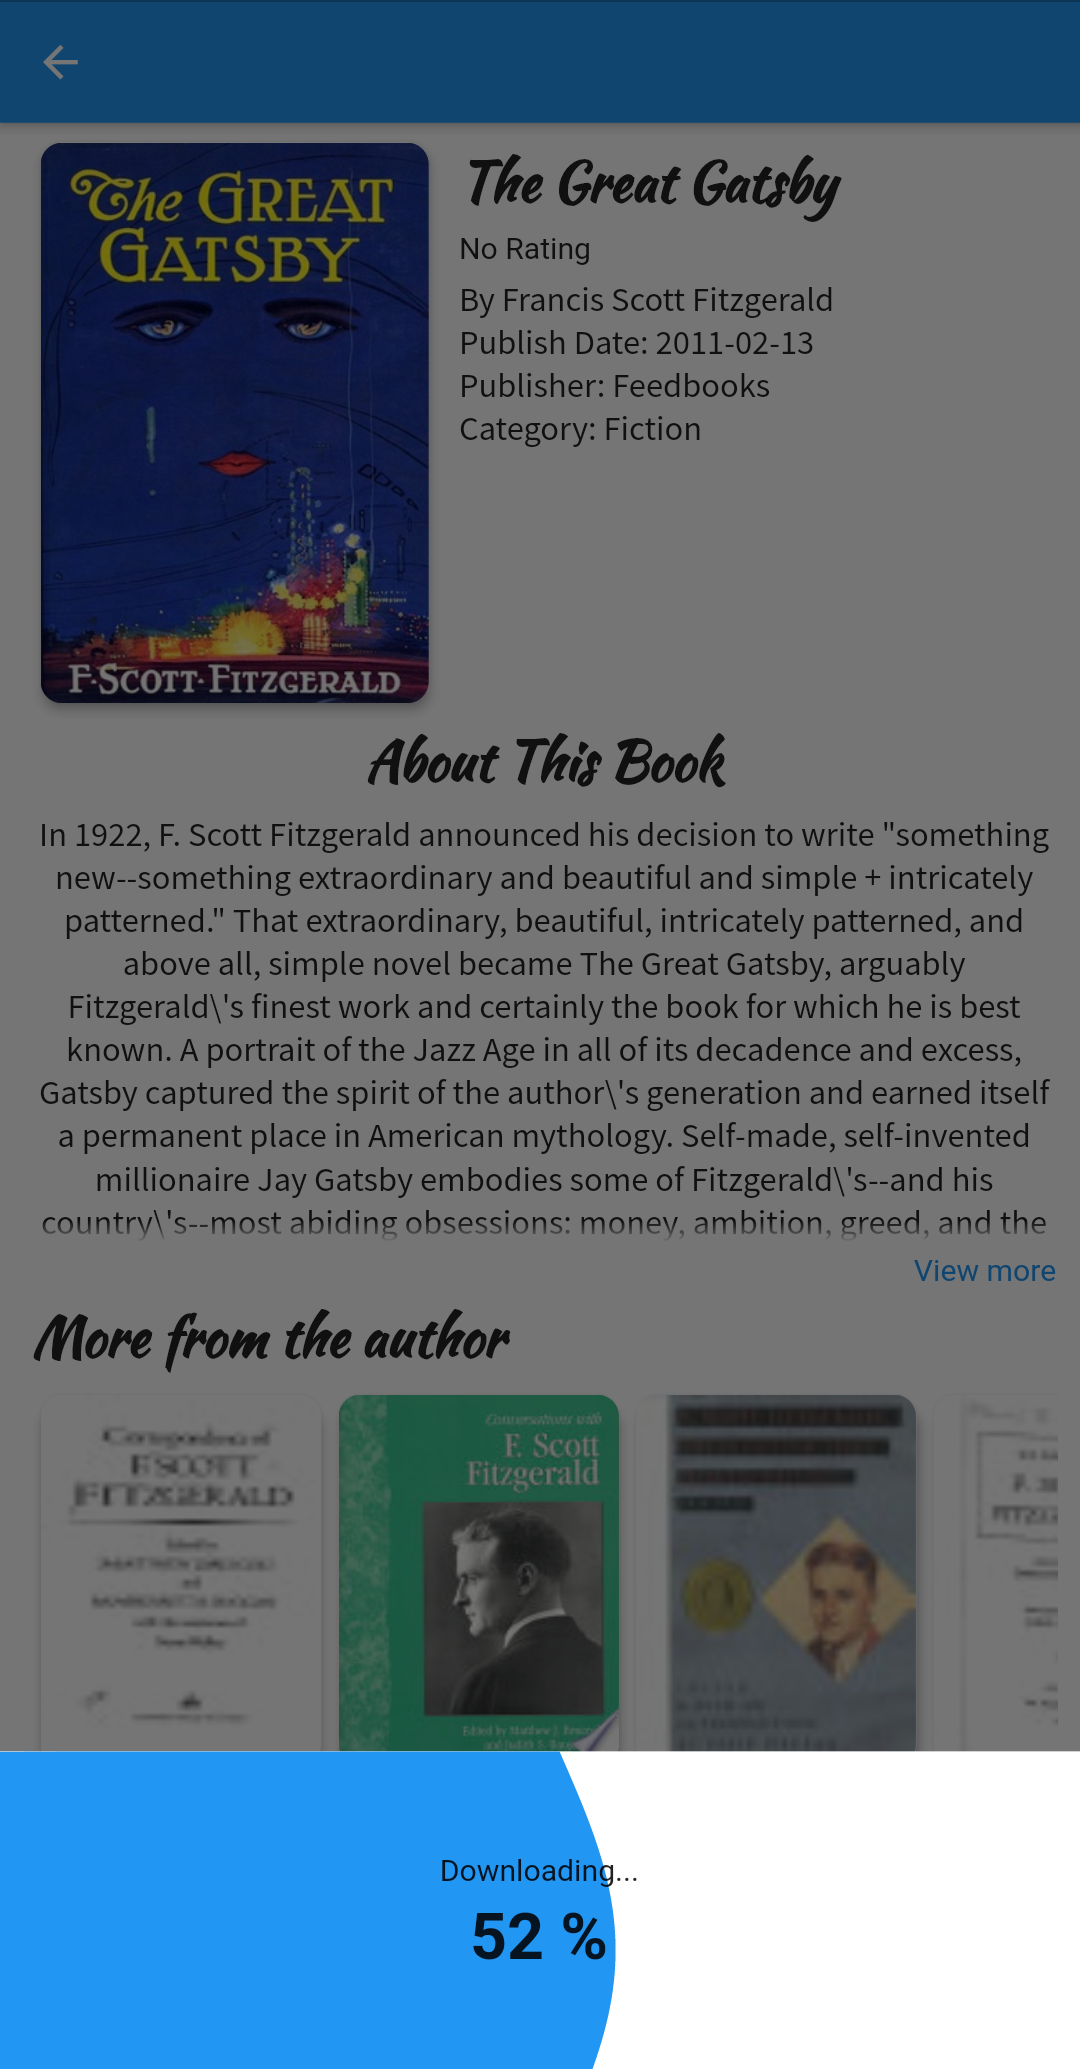 The GREAT
GATSBY
F·SCOTT·FITZGERALD
The Great Gatsby
No Rating
By Francis Scott Fitzgerald
Publish Date: 2011-02-13
Publisher: Feedbooks
Category: Fiction
About This Book
In 1922, F. Scott Fitzgerald announced his decision to write "something
new--something extraordinary and beautiful and simple + intricately
patterned." That extraordinary, beautiful, intricately patterned, and
above all, simple novel became The Great Gatsby, arguably
Fitzgerald\'s finest work and certainly the book for which he is best
known. A portrait of the Jazz Age in all of its decadence and excess,
Gatsby captured the spirit of the author\'s generation and earned itself
a permanent place in American mythology. Self-made, self-invented
millionaire Jay Gatsby embodies some of Fitzgerald\'s--and his
country\'s--most abiding obsessions: money, ambition, greed, and the
View more
More from the author
Correspondence of
F. SCOTT
FITZGERALD
Conversations with
F. Scott
Fitzgerald
Edited by Matthew J.
and Judith S.
Downloading...
52 %